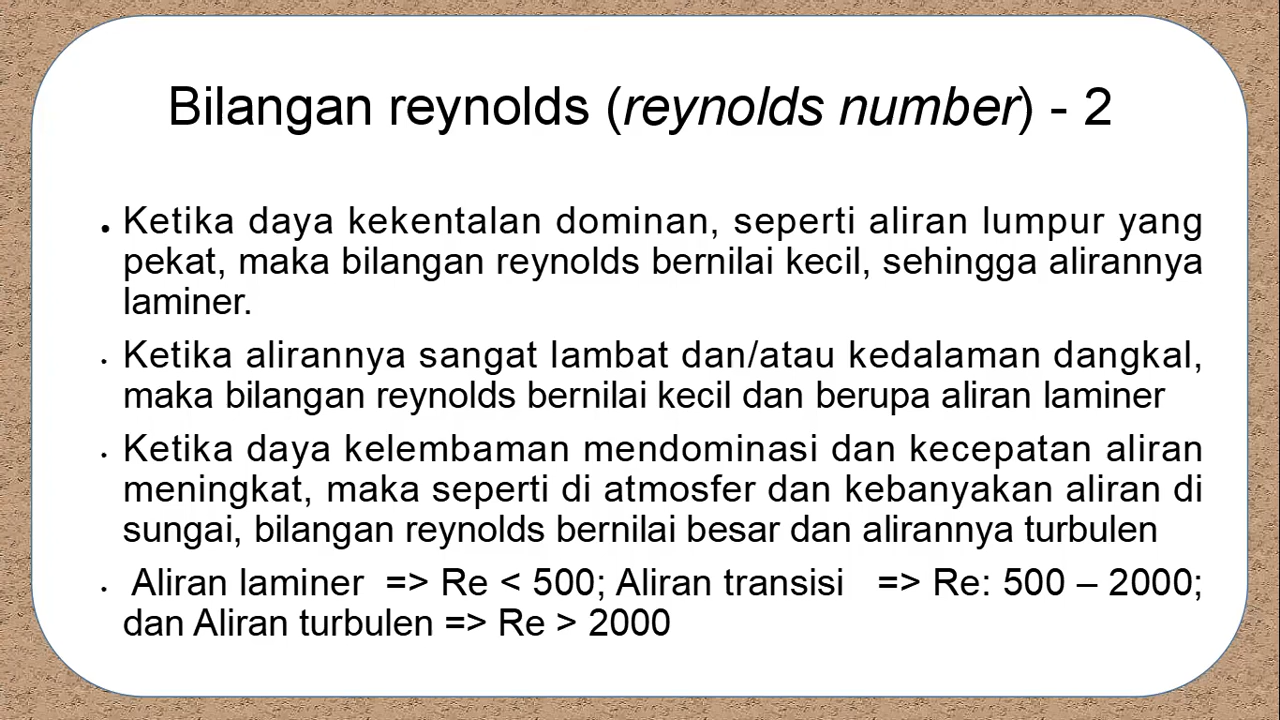 Bilangan reynolds (reynolds number) - 2
• Ketika daya kekentalan dominan, seperti aliran lumpur yang
pekat, maka bilangan reynolds bernilai kecil, sehingga alirannya
laminer.
• Ketika alirannya sangat lambat dan/atau kedalaman dangkal,
maka bilangan reynolds bernilai kecil dan berupa aliran laminer
• Ketika daya kelembaman mendominasi dan kecepatan aliran
meningkat, maka seperti di atmosfer dan kebanyakan aliran di
sungai, bilangan reynolds bernilai besar dan alirannya turbulen
• Aliran laminer => Re < 500; Aliran transisi => Re: 500 – 2000;
dan Aliran turbulen => Re > 2000